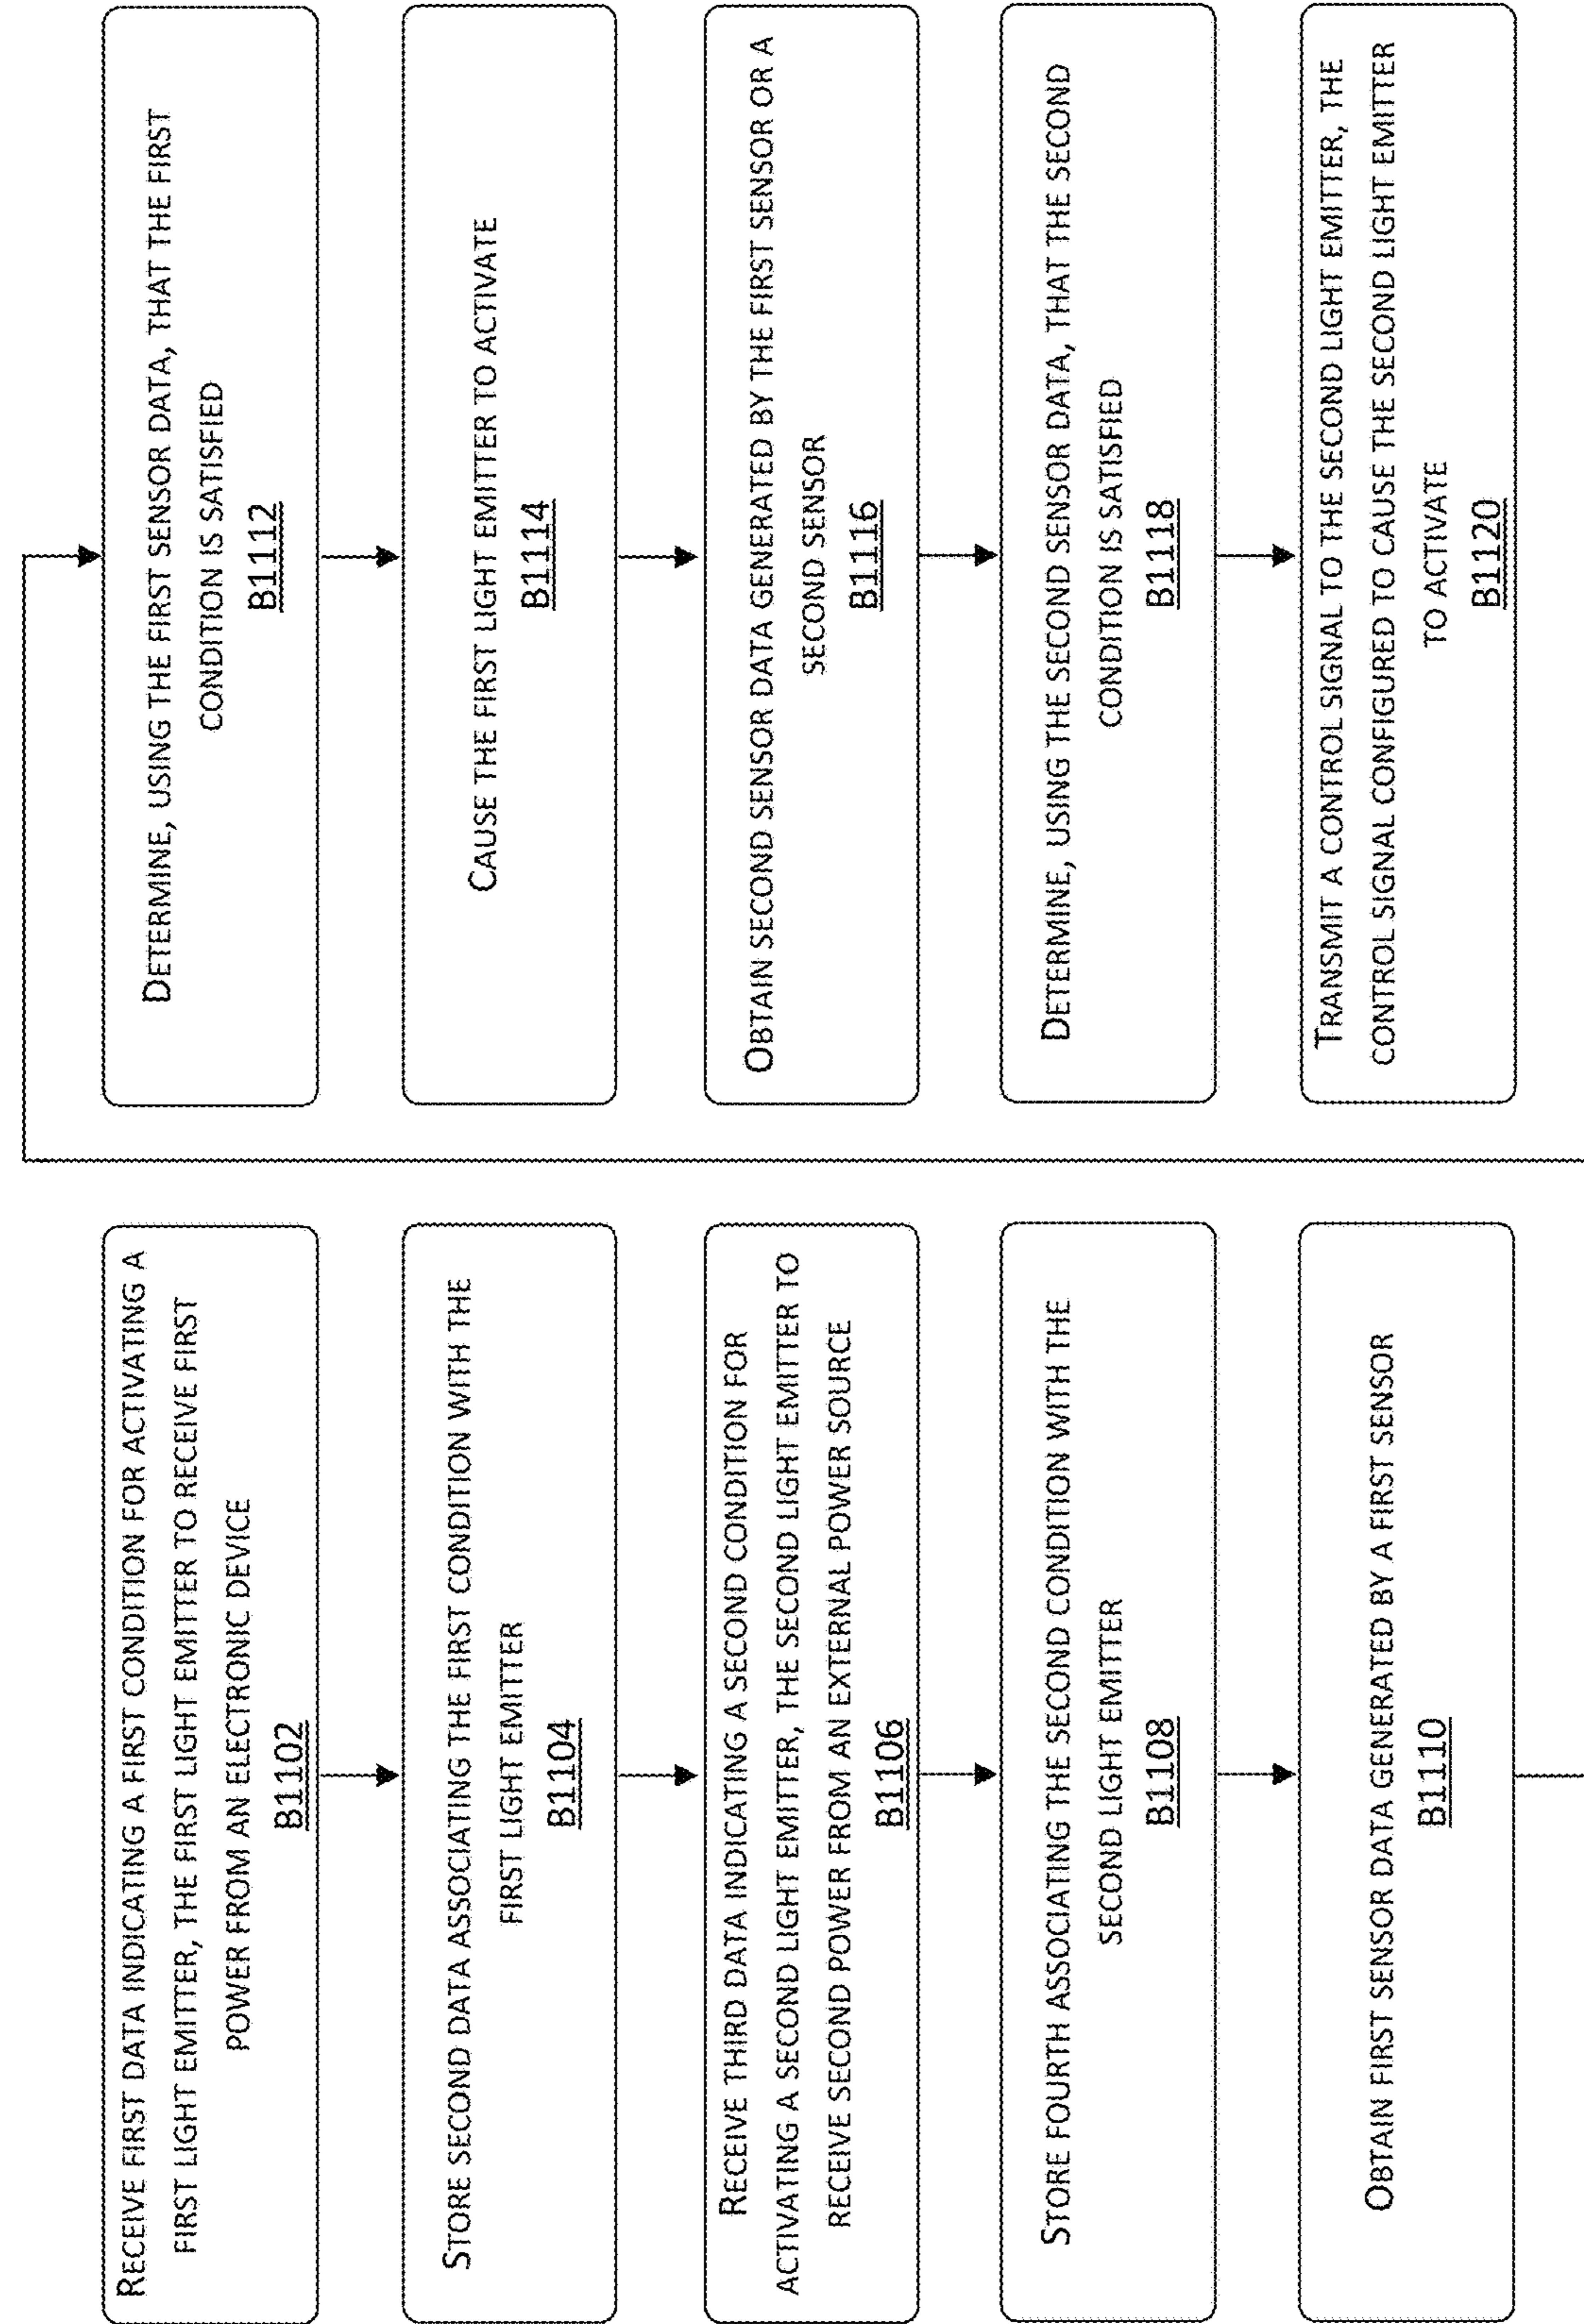 RECEIVE FIRST DATA INDICATING A FIRST CONDITION FOR ACTIVATING A
FIRST LIGHT EMITTER, THE FIRST LIGHT EMITTER TO RECEIVE FIRST
POWER FROM AN ELECTRONIC DEVICE
B1102
STORE SECOND DATA ASSOCIATING THE FIRST CONDITION WITH THE
FIRST LIGHT EMITTER
B1104
RECEIVE THIRD DATA INDICATING A SECOND CONDITION FOR
ACTIVATING A SECOND LIGHT EMITTER, THE SECOND LIGHT EMITTER TO
RECEIVE SECOND POWER FROM AN EXTERNAL POWER SOURCE
B1106
STORE FOURTH ASSOCIATING THE SECOND CONDITION WITH THE
SECOND LIGHT EMITTER
B1108
OBTAIN FIRST SENSOR DATA GENERATED BY A FIRST SENSOR
B1110
DETERMINE, USING THE FIRST SENSOR DATA, THAT THE FIRST
CONDITION IS SATISFIED
B1112
CAUSE THE FIRST LIGHT EMITTER TO ACTIVATE
B1114
OBTAIN SECOND SENSOR DATA GENERATED BY THE FIRST SENSOR OR A
SECOND SENSOR
B1116
DETERMINE, USING THE SECOND SENSOR DATA, THAT THE SECOND
CONDITION IS SATISFIED
B1118
TRANSMIT A CONTROL SIGNAL TO THE SECOND LIGHT EMITTER, THE
CONTROL SIGNAL CONFIGURED TO CAUSE THE SECOND LIGHT EMITTER
TO ACTIVATE
B1120